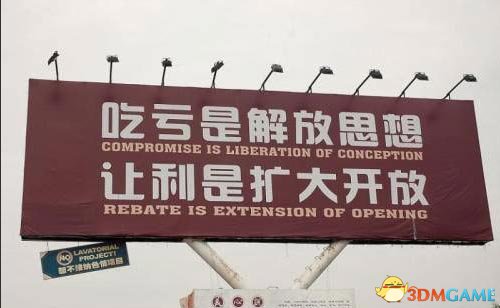 吃亏是解放思想
COMPROMISE IS LIBERATION OF CONCEPTION
让利是扩大开放
REBATE IS EXTENSION OF OPENING
NO
LAVATORIAL
PROJECT!
3DMGAME